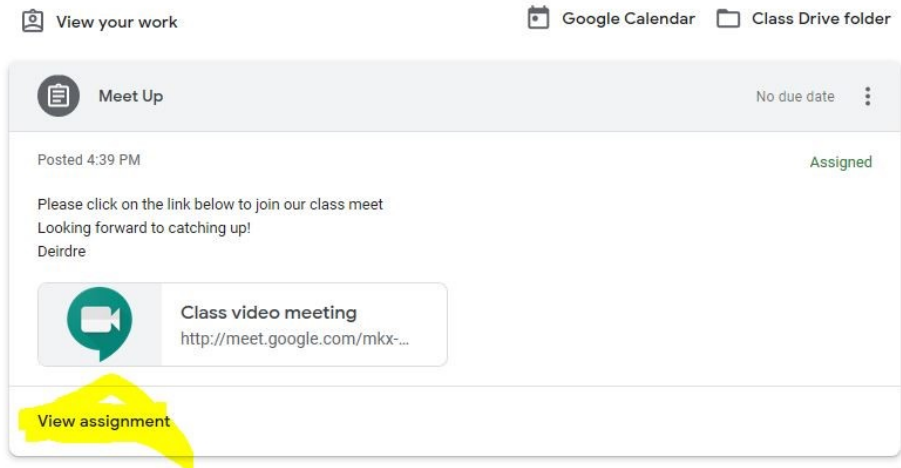 View your work
Google Calendar
Class Drive folder
Meet Up
No due date
Posted 4:39 PM
Assigned
Please click on the link below to join our class meet
Looking forward to catching up!
Deirdre
Class video meeting
http://meet.google.com/mkx-...
View assignment